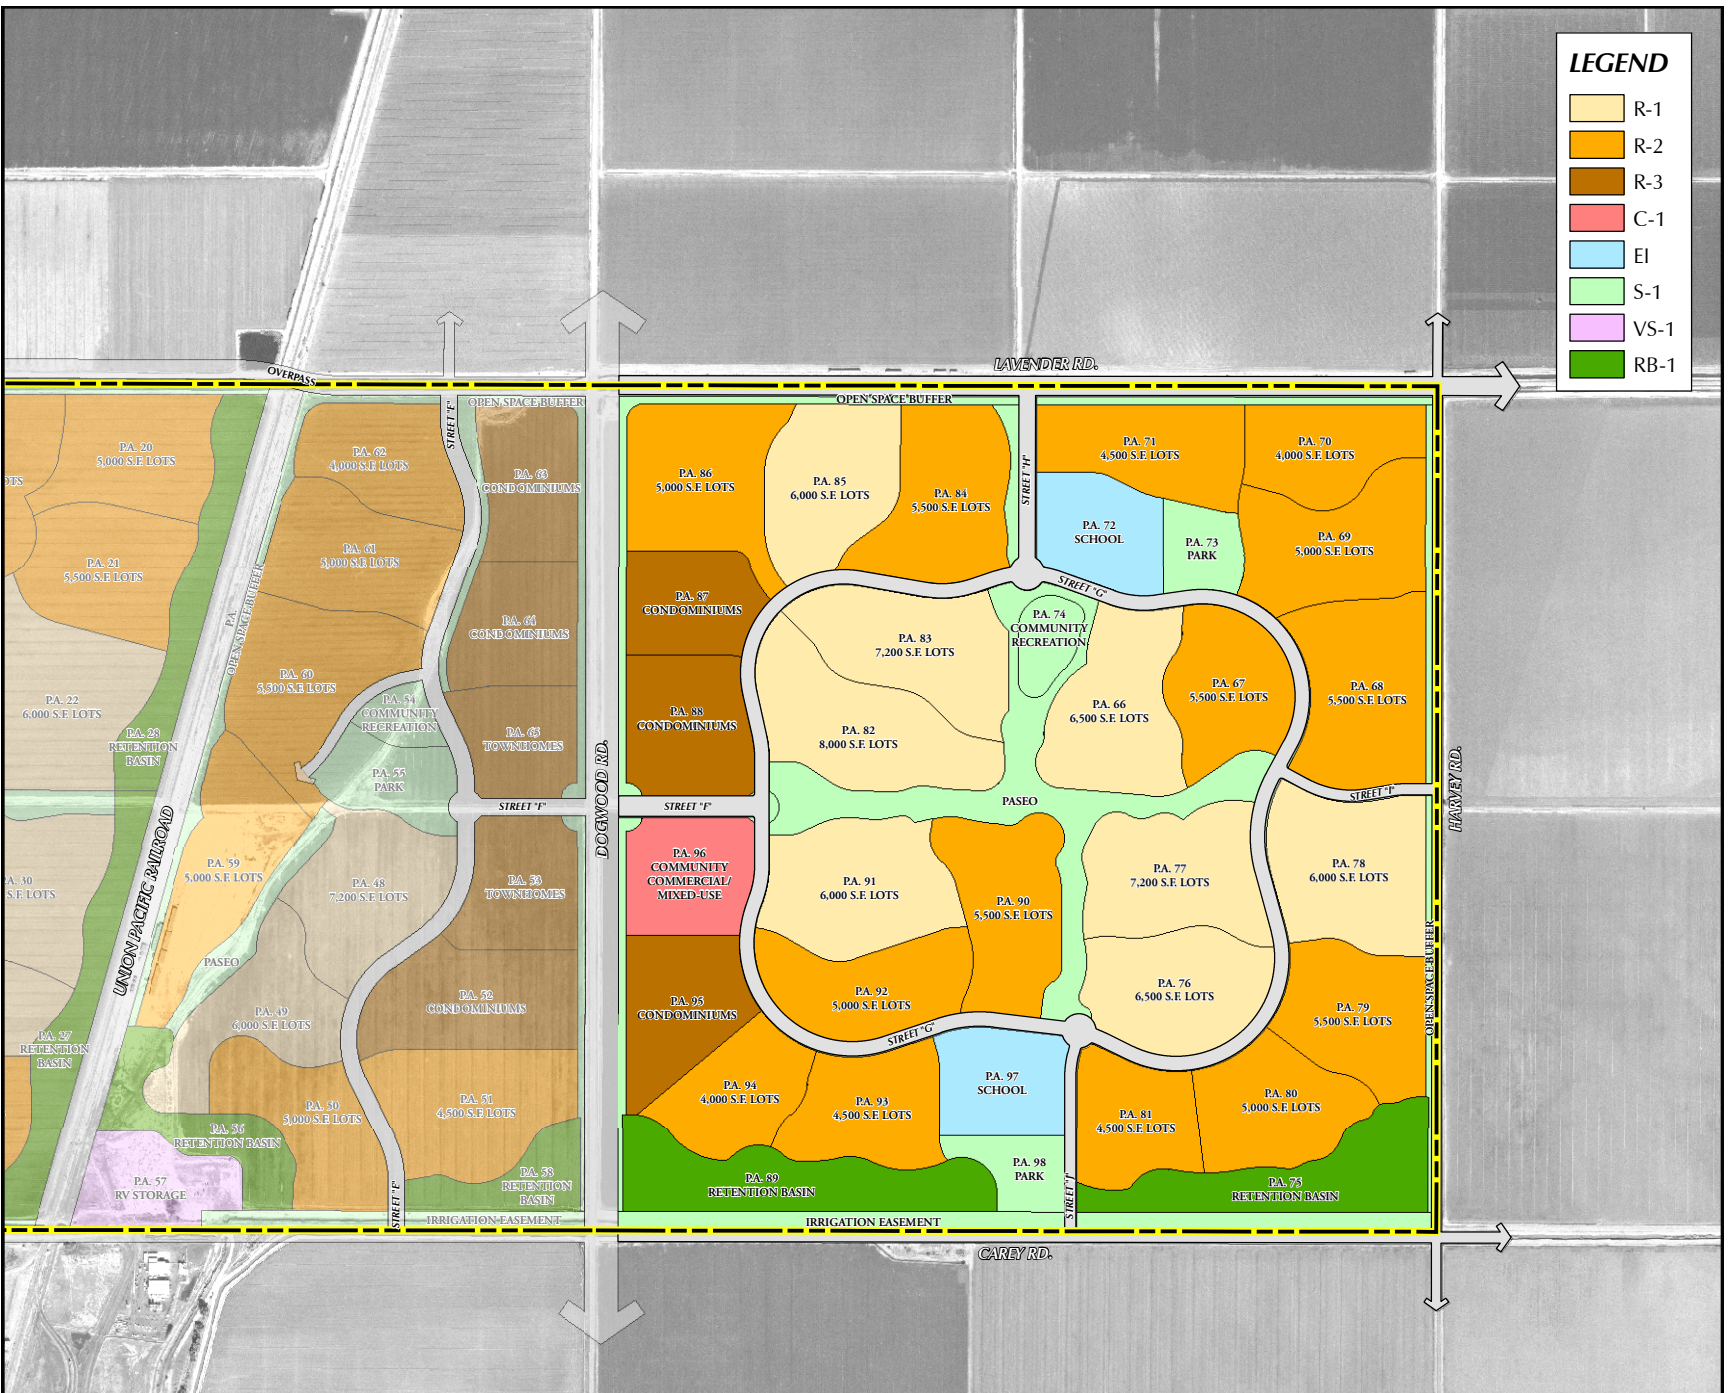 LEGEND
R-1
R-2
R-3
C-1
EI
S-1
VS-1
RB-1
LAVENDER RD.
OVERPASS
OPEN SPACE BUFFER
OPEN SPACE BUFFER
STREET "E"
P.A. 20
5,000 S.F. LOTS
P.A. 62
4,000 S.F. LOTS
P.A. 63
CONDOMINIUMS
P.A. 86
5,000 S.F. LOTS
P.A. 85
6,000 S.F. LOTS
P.A. 84
5,500 S.F. LOTS
STREET "H"
P.A. 71
4,500 S.F. LOTS
P.A. 70
4,000 S.F. LOTS
OTS
P.A. 21
5,500 S.F. LOTS
P.A. 61
5,000 S.F. LOTS
P.A. 72
SCHOOL
P.A. 73
PARK
P.A. 69
5,000 S.F. LOTS
STREET "G"
P.A.
OPEN SPACE BUFFER
P.A. 64
CONDOMINIUMS
P.A. 87
CONDOMINIUMS
P.A. 83
7,200 S.F. LOTS
P.A. 74
COMMUNITY
RECREATION
P.A. 22
6,000 S.F. LOTS
P.A. 60
5,500 S.F. LOTS
P.A. 54
COMMUNITY
RECREATION
P.A. 88
CONDOMINIUMS
P.A. 82
8,000 S.F. LOTS
P.A. 66
6,500 S.F. LOTS
P.A. 67
5,500 S.F. LOTS
P.A. 68
5,500 S.F. LOTS
P.A. 28
RETENTION
BASIN
P.A. 65
TOWNHOMES
P.A. 55
PARK
DOGWOOD RD.
HARVEY RD.
STREET "F"
STREET "F"
PASEO
STREET "I"
UNION PACIFIC RAILROAD
P.A. 30
S.F. LOTS
P.A. 59
5,000 S.F. LOTS
P.A. 48
7,200 S.F. LOTS
P.A. 53
TOWNHOMES
P.A. 96
COMMUNITY
COMMERCIAL/
MIXED-USE
P.A. 91
6,000 S.F. LOTS
P.A. 90
5,500 S.F. LOTS
P.A. 77
7,200 S.F. LOTS
P.A. 78
6,000 S.F. LOTS
PASEO
OPEN SPACE BUFFER
P.A. 49
6,000 S.F. LOTS
P.A. 52
CONDOMINIUMS
P.A. 95
CONDOMINIUMS
P.A. 92
5,000 S.F. LOTS
P.A. 76
6,500 S.F. LOTS
P.A. 79
5,500 S.F. LOTS
STREET "G"
P.A. 27
RETENTION
BASIN
P.A. 50
5,000 S.F. LOTS
P.A. 51
4,500 S.F. LOTS
P.A. 94
4,000 S.F. LOTS
P.A. 93
4,500 S.F. LOTS
P.A. 97
SCHOOL
P.A. 81
4,500 S.F. LOTS
P.A. 80
5,000 S.F. LOTS
P.A. 56
RETENTION BASIN
P.A. 57
RV STORAGE
P.A. 58
RETENTION
BASIN
P.A. 89
RETENTION BASIN
P.A. 98
PARK
P.A. 75
RETENTION BASIN
STREET "E"
STREET "J"
IRRIGATION EASEMENT
IRRIGATION EASEMENT
CAREY RD.